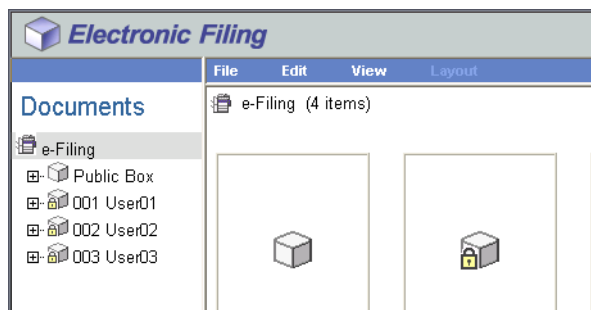 Electronic Filing
File Edit View Layout
Documents
e-Filing (4 items)
e-Filing
Public Box
001 User01
002 User02
003 User03